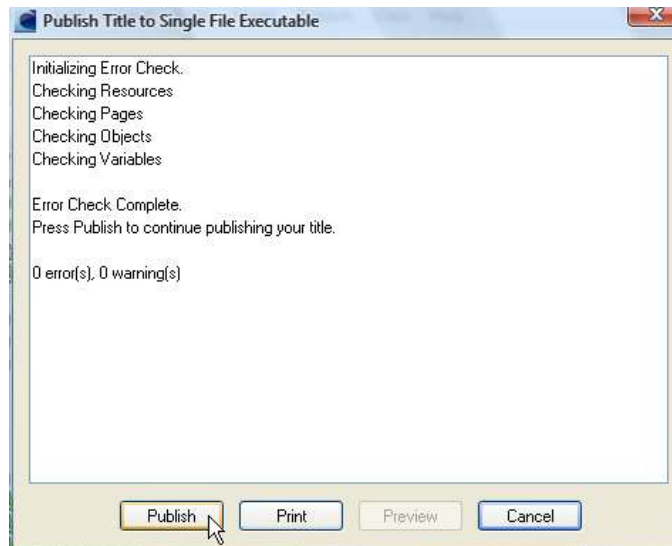 Publish Title to Single File Executable
Initializing Error Check.
Checking Resources
Checking Pages
Checking Objects
Checking Variables
Error Check Complete.
Press Publish to continue publishing your title.
0 error(s), 0 warning(s)
Publish Print Preview Cancel